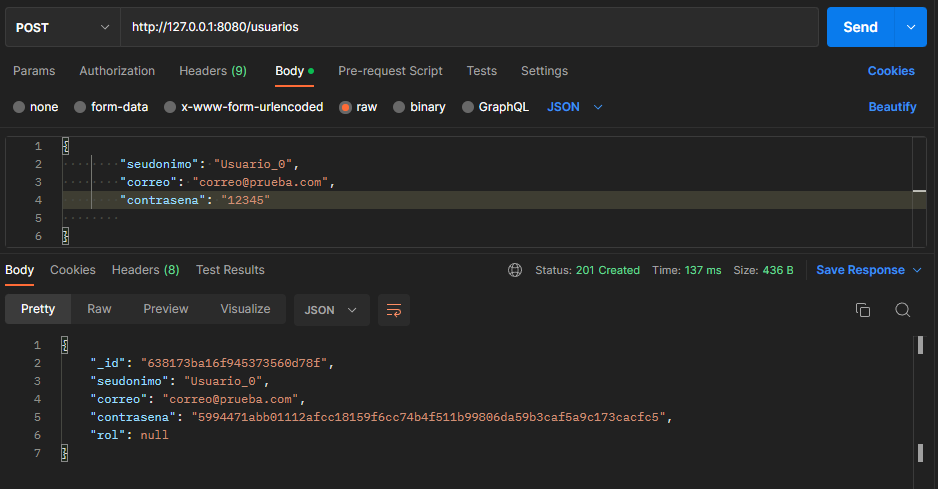 POST http://127.0.0.1:8080/usuarios Send
Params Authorization Headers (9) Body Pre-request Script Tests Settings Cookies
none form-data x-www-form-urlencoded raw binary GraphQL JSON Beautify
1 {
2 "seudonimo": "Usuario_0",
3 "correo": "correo@prueba.com",
4 "contrasena": "12345"
5
6 }
Body Cookies Headers (8) Test Results Status: 201 Created Time: 137 ms Size: 436 B Save Response
Pretty Raw Preview Visualize JSON
1 {
2 "_id": "638173ba16f945373560d78f",
3 "seudonimo": "Usuario_0",
4 "correo": "correo@prueba.com",
5 "contrasena": "5994471abb01112afcc18159f6cc74b4f511b99806da59b3caf5a9c173cacfc5",
6 "rol": null
7 }